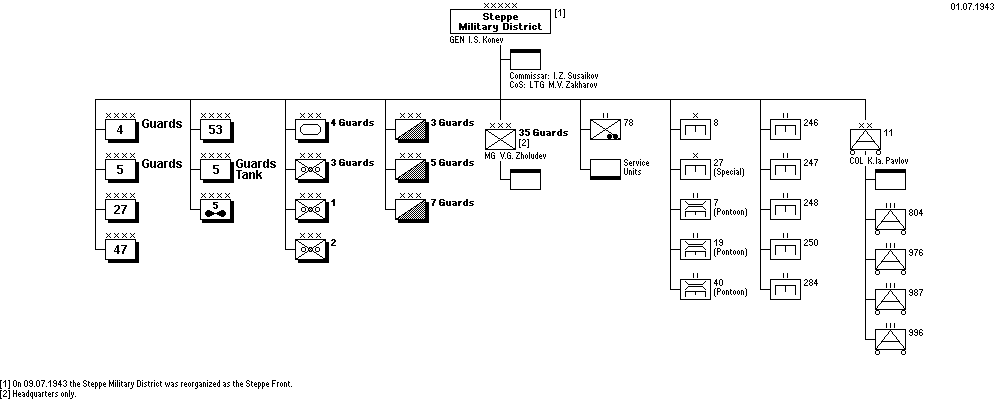 01.07.1943
XXXXX
Steppe
Military District
[1]
GEN I.S. Konev
Commissar: I.Z. Susaikov
CoS: LTG M.V. Zakharov
XXXX
4
Guards
XXXX
5
Guards
XXXX
27
XXXX
47
XXXX
53
XXXX
5
Guards
Tank
XXXX
5
XXX
4 Guards
XXX
3 Guards
XXX
1
XXX
2
XXX
3 Guards
XXX
5 Guards
XXX
7 Guards
XXX
35 Guards
[2]
MG V.G. Zholudev
II
78
Service
Units
X
8
X
27
(Special)
II
7
(Pontoon)
II
19
(Pontoon)
II
40
(Pontoon)
II
246
II
247
II
248
II
250
II
284
XX
11
COL K.Ia. Pavlov
III
804
III
976
III
987
III
996
[1] On 09.07.1943 the Steppe Military District was reorganized as the Steppe Front.
[2] Headquarters only.